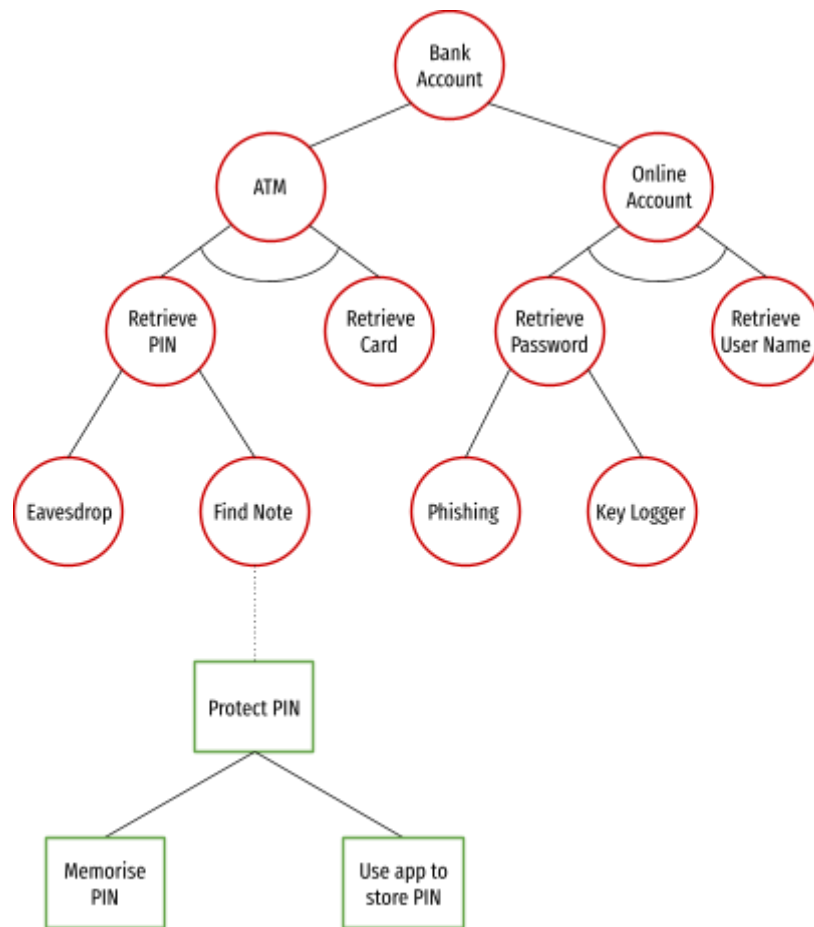 Bank
Account
ATM
Online
Account
Retrieve
PIN
Retrieve
Card
Retrieve
Password
Retrieve
User Name
Eavesdrop
Find Note
Phishing
Key Logger
Protect PIN
Memorise
PIN
Use app to
store PIN